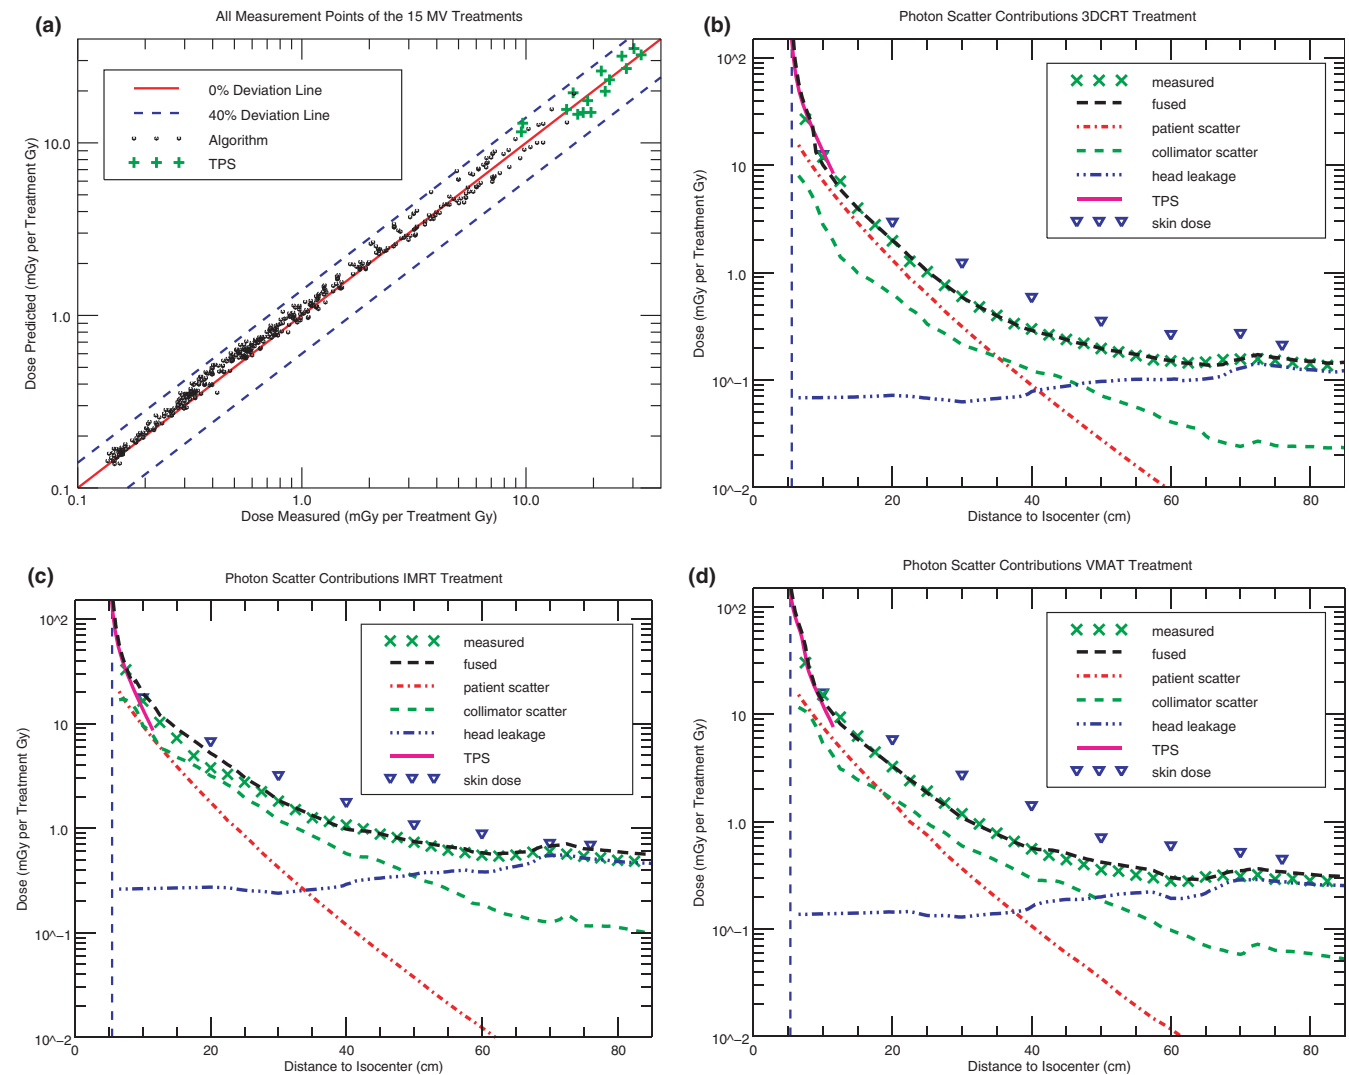 (a)
All Measurement Points of the 15 MV Treatments
0% Deviation Line
40% Deviation Line
Algorithm
TPS
10.0
1.0
0.1
Dose Predicted (mGy per Treatment Gy)
0.1
1.0
10.0
Dose Measured (mGy per Treatment Gy)
(b)
Photon Scatter Contributions 3DCRT Treatment
measured
fused
patient scatter
collimator scatter
head leakage
TPS
skin dose
10^2
10
1.0
10^-1
10^-2
Dose (mGy per Treatment Gy)
0
20
40
60
80
Distance to Isocenter (cm)
(c)
Photon Scatter Contributions IMRT Treatment
measured
fused
patient scatter
collimator scatter
head leakage
TPS
skin dose
10^2
10
1.0
10^-1
10^-2
Dose (mGy per Treatment Gy)
0
20
40
60
80
Distance to Isocenter (cm)
(d)
Photon Scatter Contributions VMAT Treatment
measured
fused
patient scatter
collimator scatter
head leakage
TPS
skin dose
10^2
10
1.0
10^-1
10^-2
Dose (mGy per Treatment Gy)
0
20
40
60
80
Distance to Isocenter (cm)